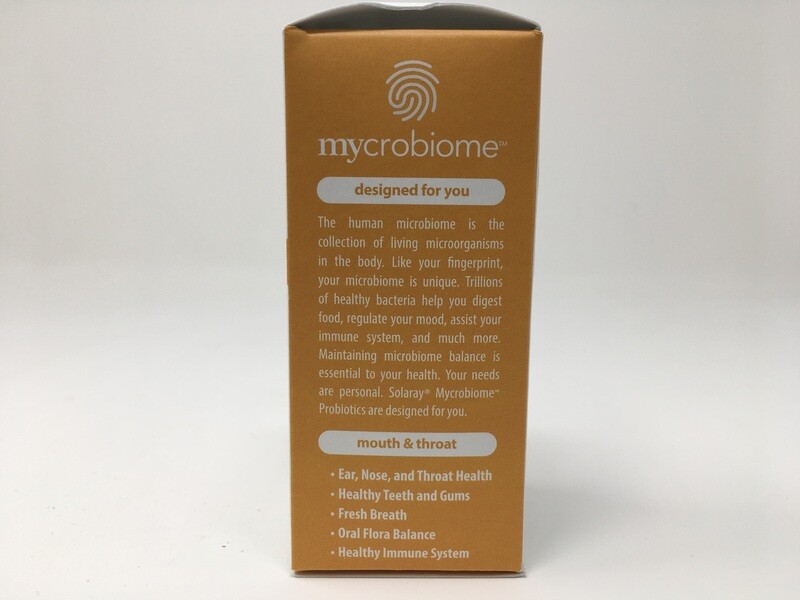 mycrobiome™
designed for you
The human microbiome is the
collection of living microorganisms
in the body. Like your fingerprint,
your microbiome is unique. Trillions
of healthy bacteria help you digest
food, regulate your mood, assist your
immune system, and much more.
Maintaining microbiome balance is
essential to your health. Your needs
are personal. Solaray® Mycrobiome™
Probiotics are designed for you.
mouth & throat
• Ear, Nose, and Throat Health
• Healthy Teeth and Gums
• Fresh Breath
• Oral Flora Balance
• Healthy Immune System